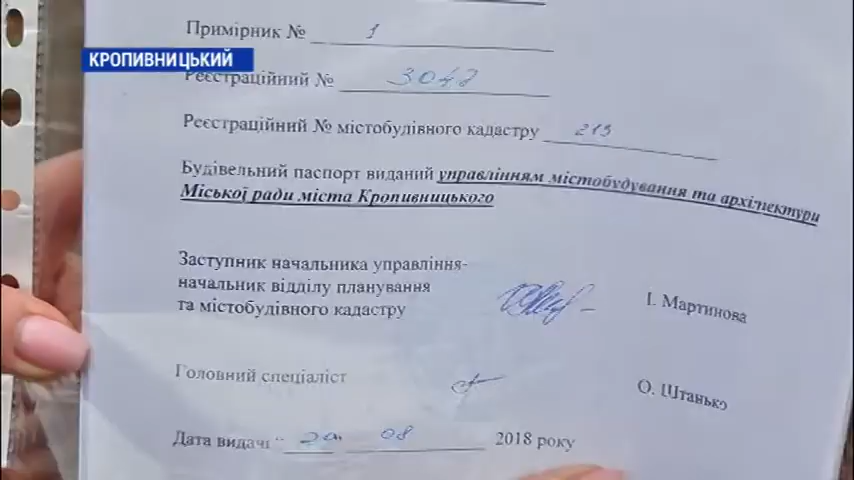 Примірник № 1
КРОПИВНИЦЬКИЙ
Реєстраційний № 3048
Реєстраційний № містобудівного кадастру 213
Будівельний паспорт виданий управлінням містобудування та архітектури
Міської ради міста Кропивницького
Заступник начальника управління-
начальник відділу планування
та містобудівного кадастру
І. Мартинова
Головний спеціаліст
О. Штанько
Дата видачі " 20 08 2018 року